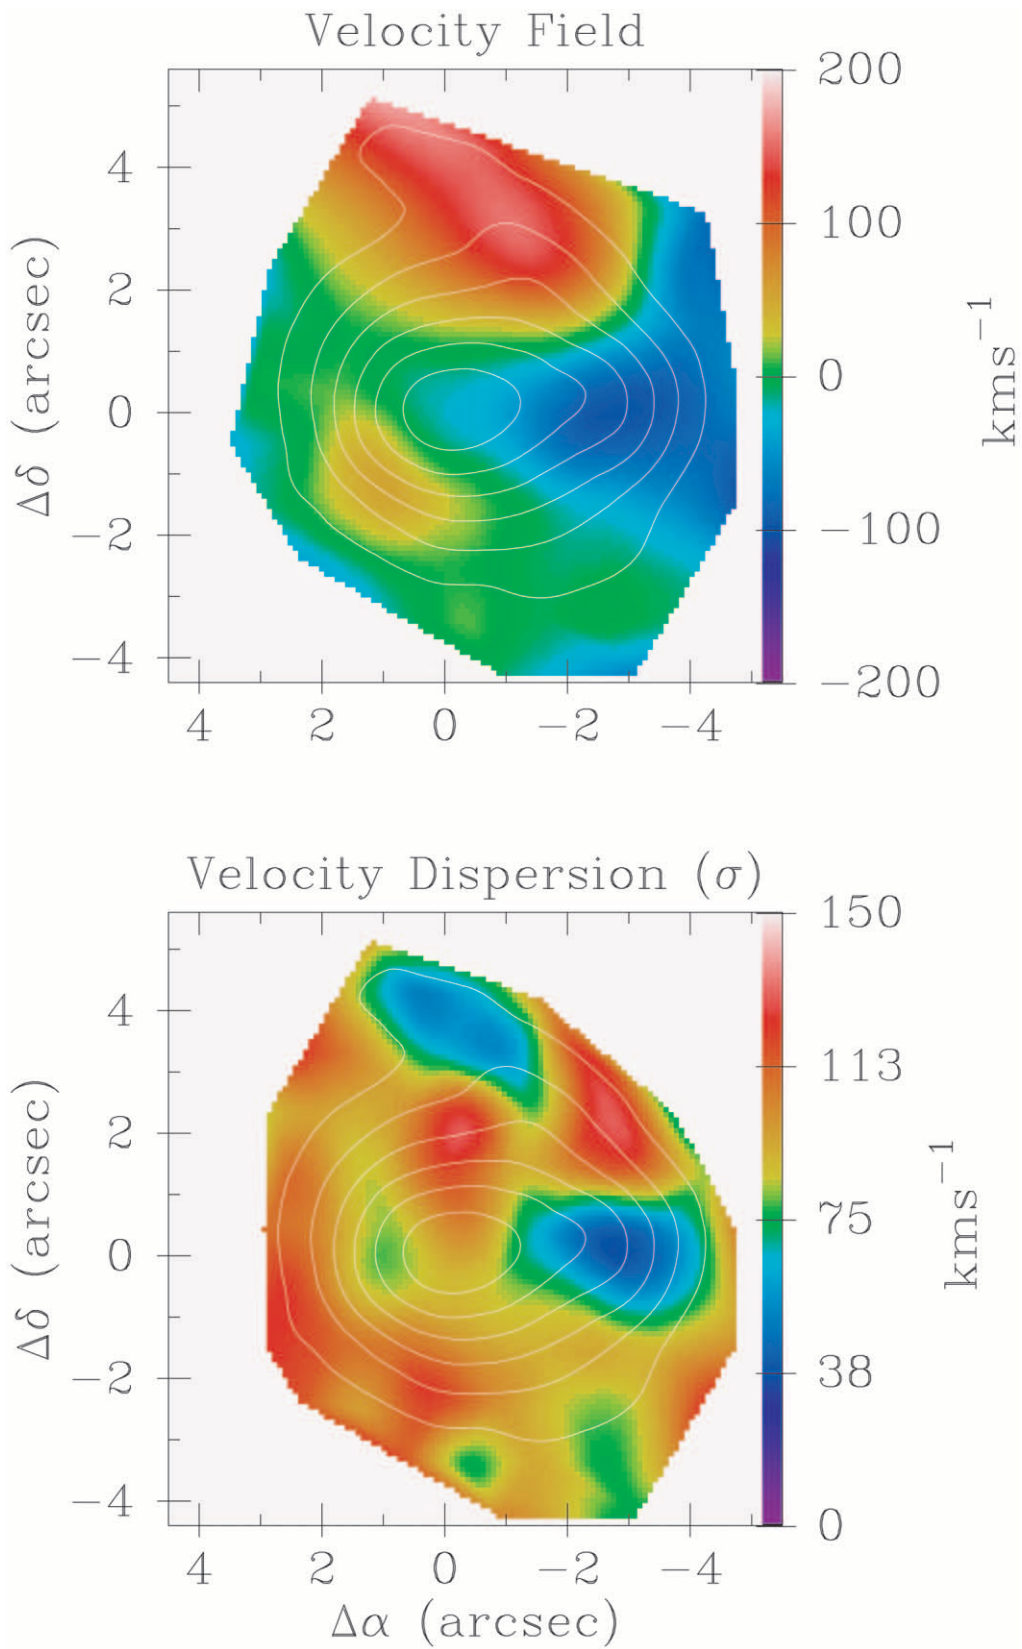 Velocity Field
4
2
0
−2
−4
Δδ (arcsec)
4 2 0 −2 −4
200
100
0
−100
−200
kms⁻¹
Velocity Dispersion (σ)
4
2
0
−2
−4
Δδ (arcsec)
4 2 0 −2 −4
Δα (arcsec)
150
113
75
38
0
kms⁻¹